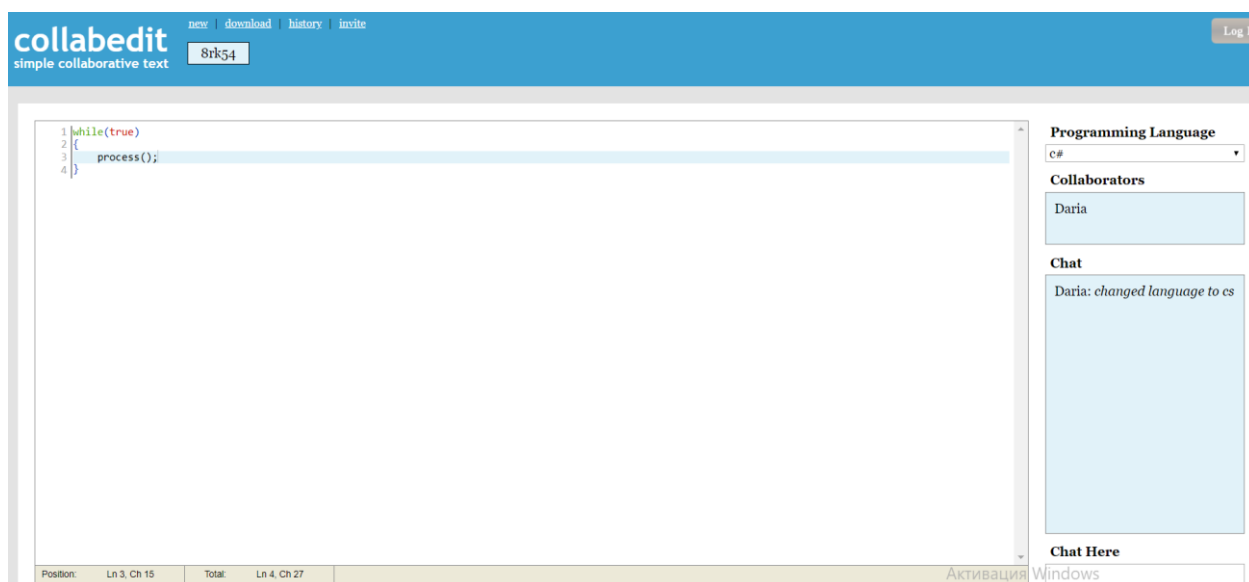 new | download | history | invite
collabedit
simple collaborative text
8rk54
Log
1 while(true)
2 {
3 process();
4 }
Programming Language
c#
Collaborators
Daria
Chat
Daria: changed language to cs
Chat Here
Position: Ln 3, Ch 15 Total: Ln 4, Ch 27
Активация Windows